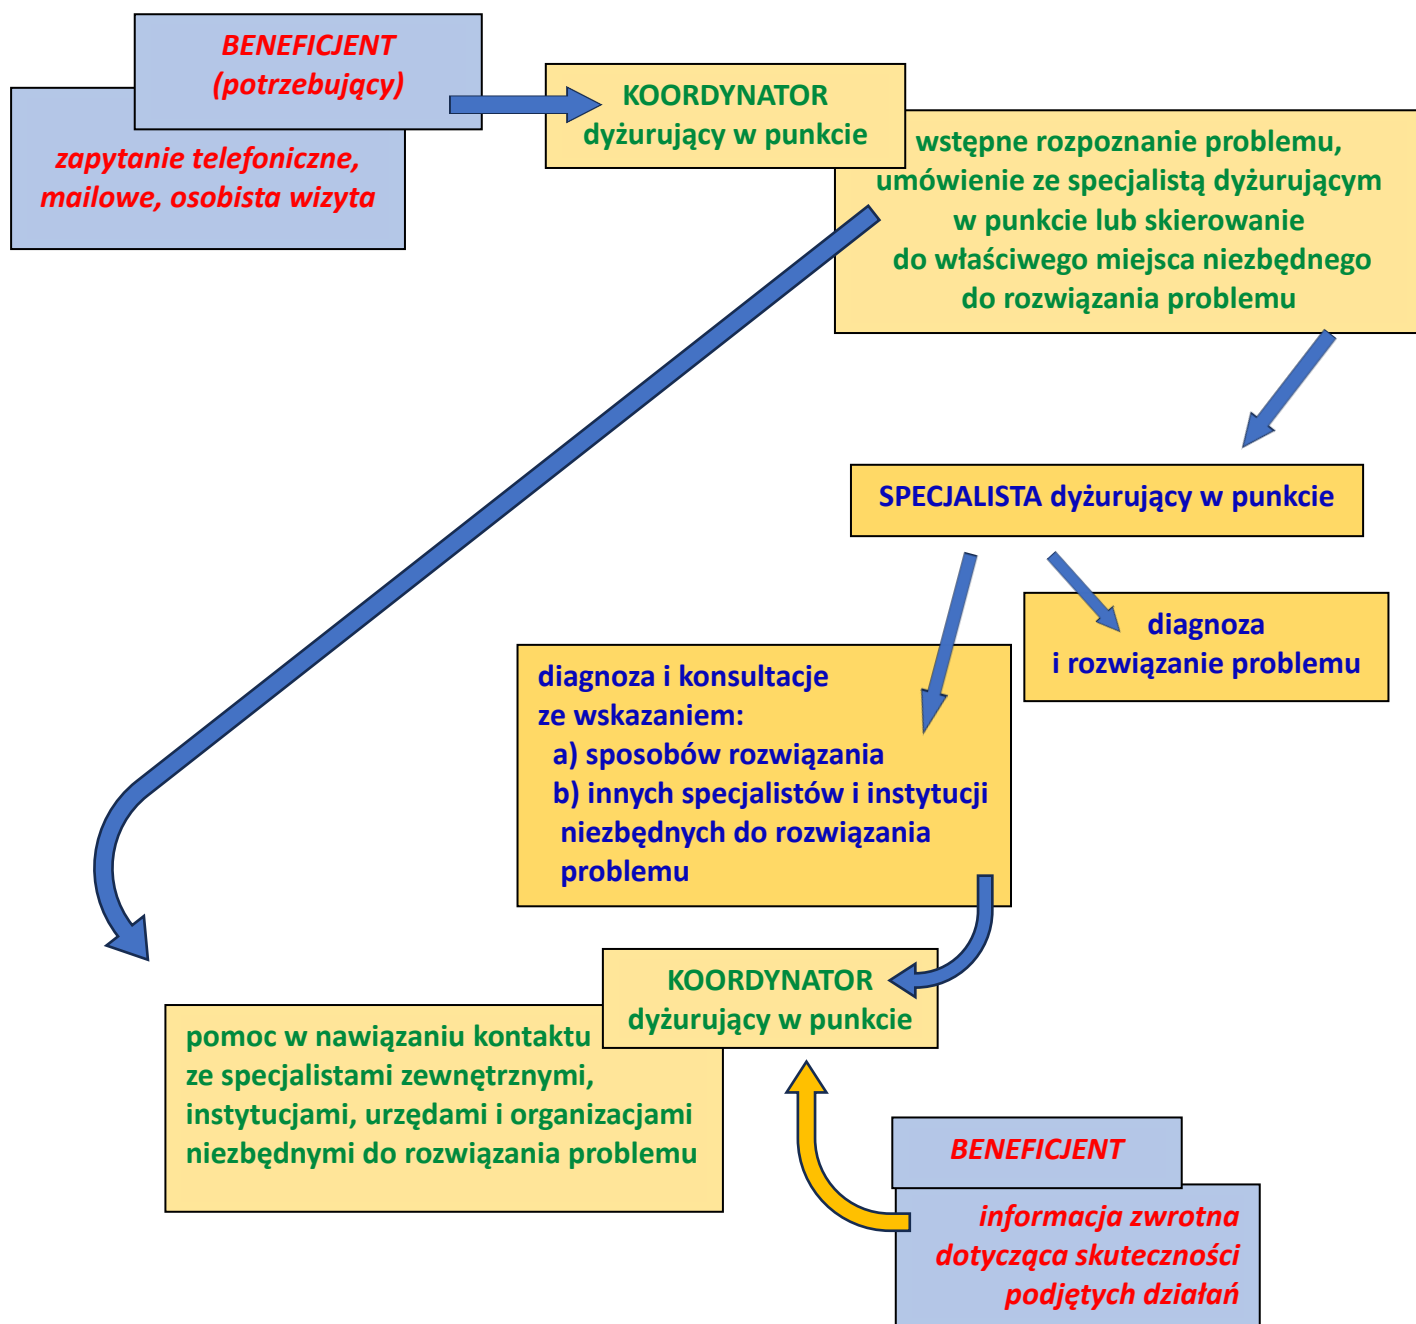 BENEFICJENT
(potrzebujący)
zapytanie telefoniczne,
mailowe, osobista wizyta
KOORDYNATOR
dyżurujący w punkcie
wstępne rozpoznanie problemu,
umówienie ze specjalistą dyżurującym
w punkcie lub skierowanie
do właściwego miejsca niezbędnego
do rozwiązania problemu
SPECJALISTA dyżurujący w punkcie
diagnoza
i rozwiązanie problemu
diagnoza i konsultacje
ze wskazaniem:
a) sposobów rozwiązania
b) innych specjalistów i instytucji
niezbędnych do rozwiązania
problemu
KOORDYNATOR
dyżurujący w punkcie
pomoc w nawiązaniu kontaktu
ze specjalistami zewnętrznymi,
instytucjami, urzędami i organizacjami
niezbędnymi do rozwiązania problemu
BENEFICJENT
informacja zwrotna
dotycząca skuteczności
podjętych działań